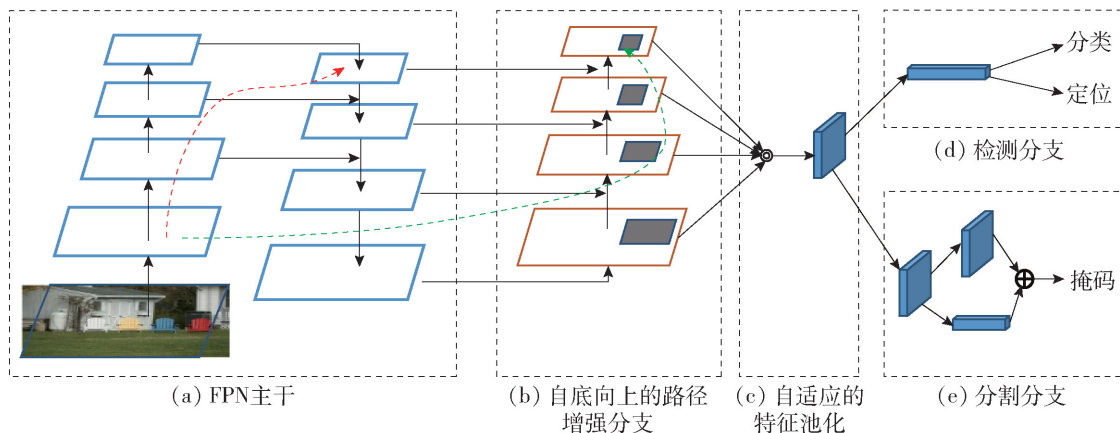 分类
定位
(d) 检测分支
掩码
(e) 分割分支
(a) FPN主干
(b) 自底向上的路径
增强分支
(c) 自适应的
特征池化